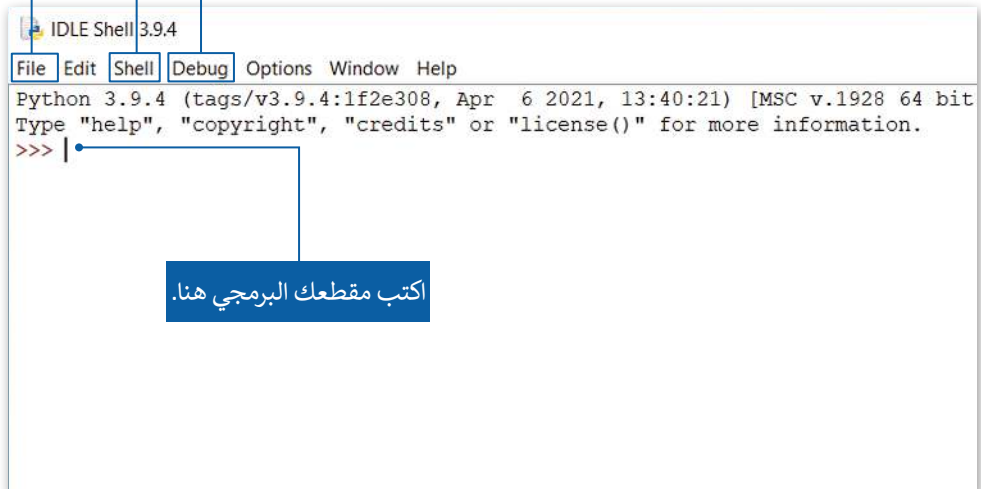 IDLE Shell 3.9.4
File Edit Shell Debug Options Window Help
Python 3.9.4 (tags/v3.9.4:1f2e308, Apr  6 2021, 13:40:21) [MSC v.1928 64 bit
Type "help", "copyright", "credits" or "license()" for more information.
>>>
اكتب مقطعك البرمجي هنا.